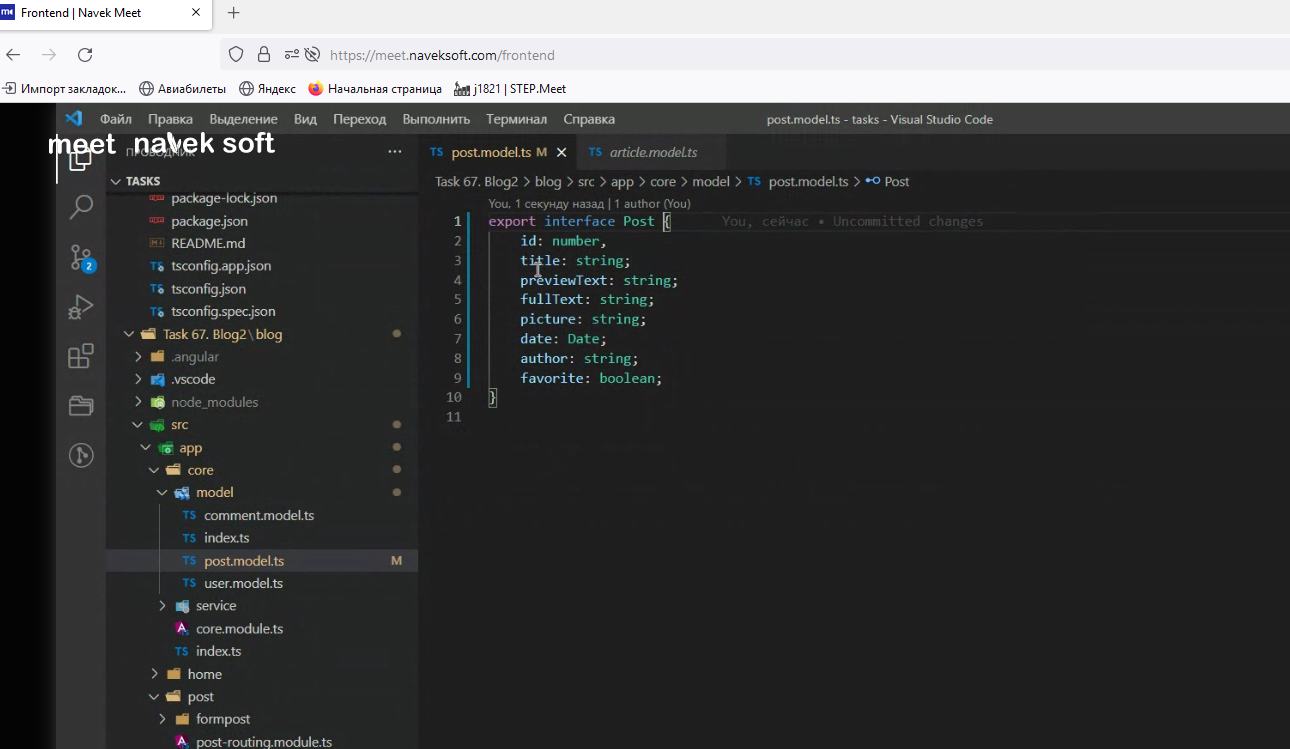 Frontend | Navek Meet
https://meet.naveksoft.com/frontend
Импорт закладок...
Авиабилеты
Яндекс
Начальная страница
j1821 | STEP.Meet
Файл
Правка
Выделение
Вид
Переход
Выполнить
Терминал
Справка
post.model.ts - tasks - Visual Studio Code
meet navek soft
ПРОВОДНИК
TS post.model.ts M
TS article.model.ts
TASKS
Task 67. Blog2 > blog > src > app > core > model > TS post.model.ts > Post
package-lock.json
package.json
README.md
tsconfig.app.json
tsconfig.json
tsconfig.spec.json
Task 67. Blog2 \ blog
.angular
.vscode
node_modules
src
app
core
model
TS comment.model.ts
TS index.ts
TS post.model.ts M
TS user.model.ts
service
core.module.ts
TS index.ts
home
post
formpost
post-routing.module.ts
2
You, 1 секунду назад | 1 author (You)
1 export interface Post { You, сейчас • Uncommitted changes
2 id: number,
3 title: string;
4 previewText: string;
5 fullText: string;
6 picture: string;
7 date: Date;
8 author: string;
9 favorite: boolean;
10 }
11